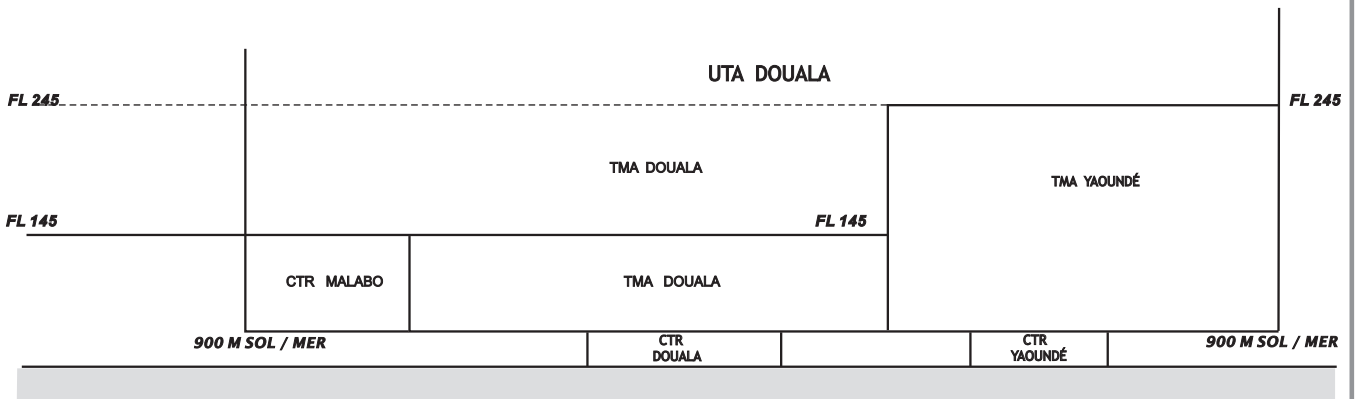 UTA DOUALA
FL 245
FL 245
TMA DOUALA
TMA YAOUNDÉ
FL 145
FL 145
CTR MALABO
TMA DOUALA
900 M SOL / MER
CTR
DOUALA
CTR
YAOUNDÉ
900 M SOL / MER